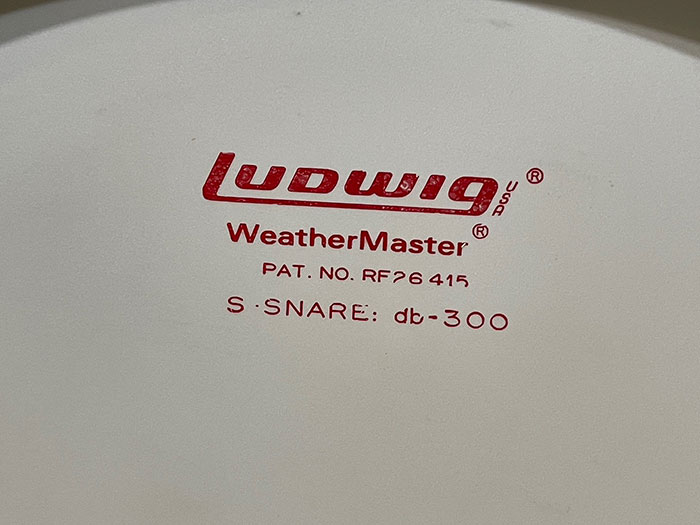 LUDWIG USA ®
WeatherMaster ®
PAT. NO. RF26 415
S-SNARE: db-300